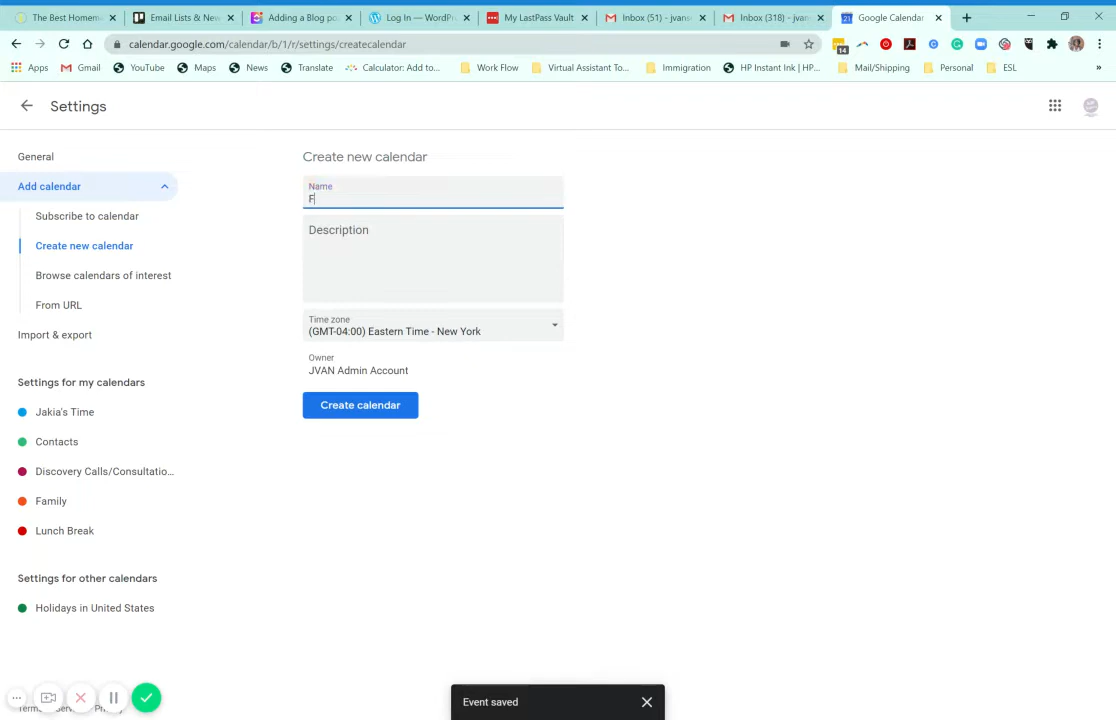 The Best Homema
Email Lists & New
Adding a Blog po
Log In — WordPr
My LastPass Vault
Inbox (51) - jvans
Inbox (318) - jvan
21
Google Calendar
calendar.google.com/calendar/b/1/r/settings/createcalendar
14
Apps
Gmail
YouTube
Maps
News
Translate
Calculator: Add to...
Work Flow
Virtual Assistant To...
Immigration
HP Instant Ink | HP...
Mail/Shipping
Personal
ESL
»
Settings
General
Add calendar
Subscribe to calendar
Create new calendar
Browse calendars of interest
From URL
Import & export
Settings for my calendars
Jakia's Time
Contacts
Discovery Calls/Consultatio...
Family
Lunch Break
Settings for other calendars
Holidays in United States
Create new calendar
Name
F
Description
Time zone
(GMT-04:00) Eastern Time - New York
Owner
JVAN Admin Account
Create calendar
Event saved